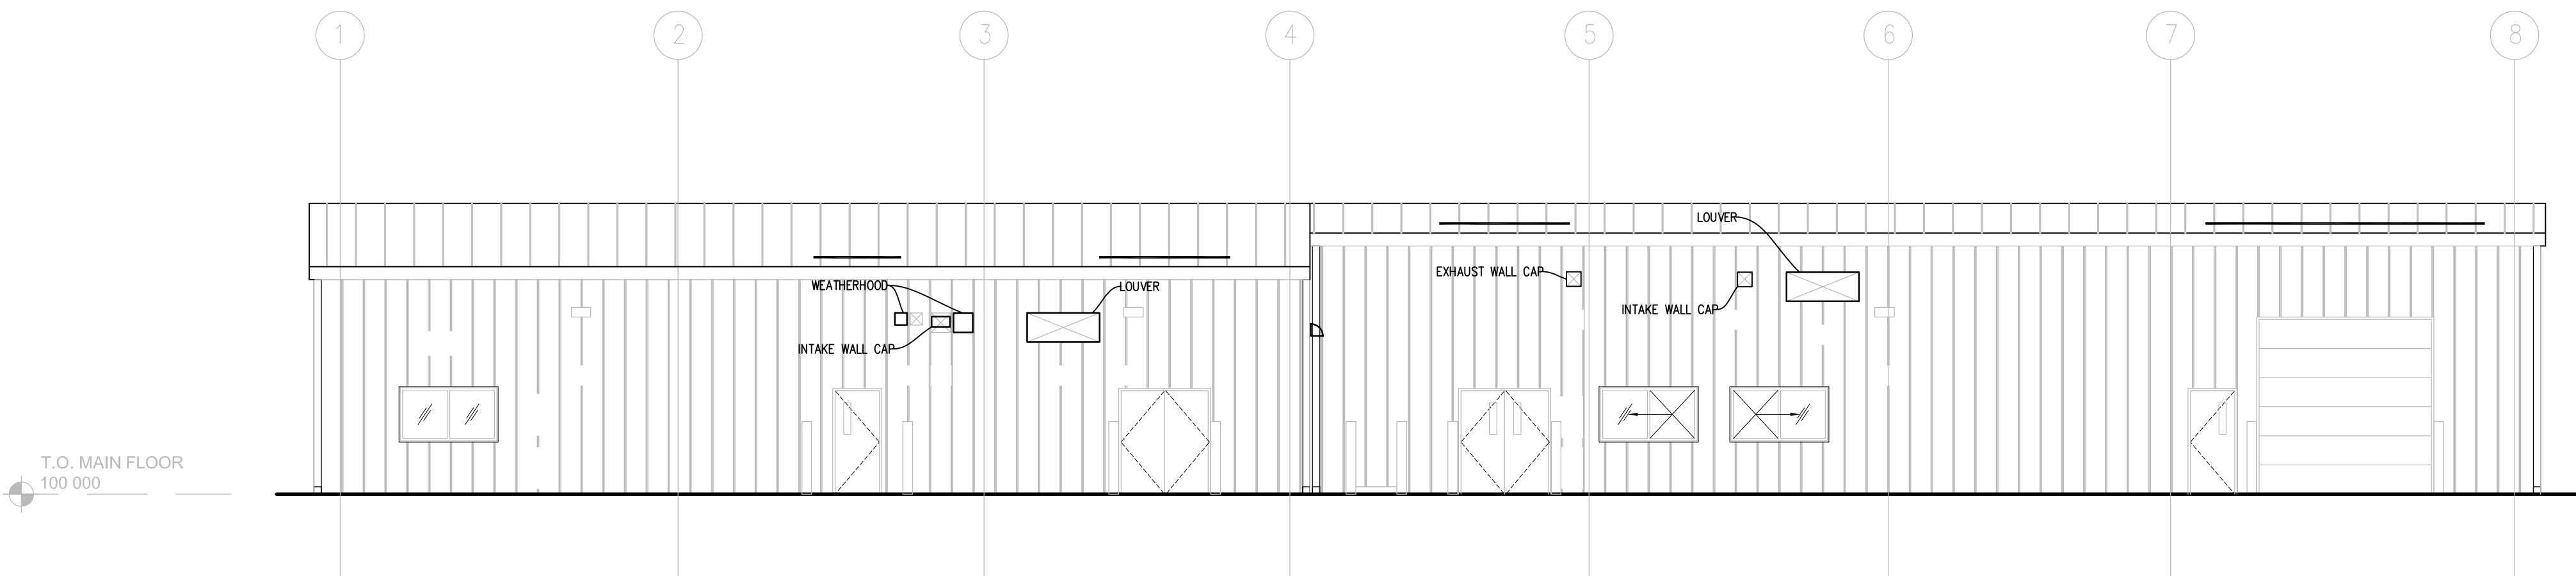 1
2
3
4
5
6
7
8
LOUVER
EXHAUST WALL CAP
WEATHERHOOD
LOUVER
INTAKE WALL CAP
INTAKE WALL CAP
T.O. MAIN FLOOR
100 000